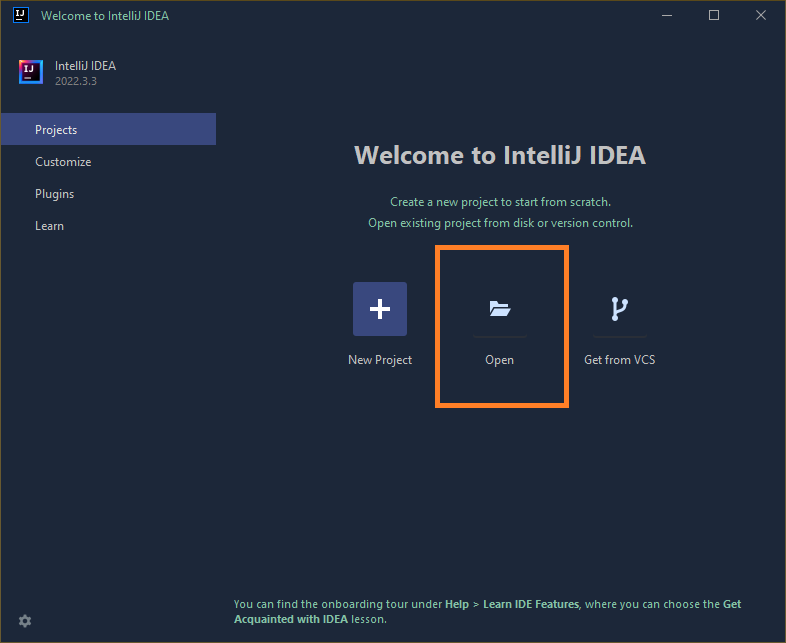 IJ Welcome to IntelliJ IDEA
IJ IntelliJ IDEA
2022.3.3
Projects
Customize
Plugins
Learn
Welcome to IntelliJ IDEA
Create a new project to start from scratch.
Open existing project from disk or version control.
New Project
Open
Get from VCS
You can find the onboarding tour under Help > Learn IDE Features, where you can choose the Get
Acquainted with IDEA lesson.